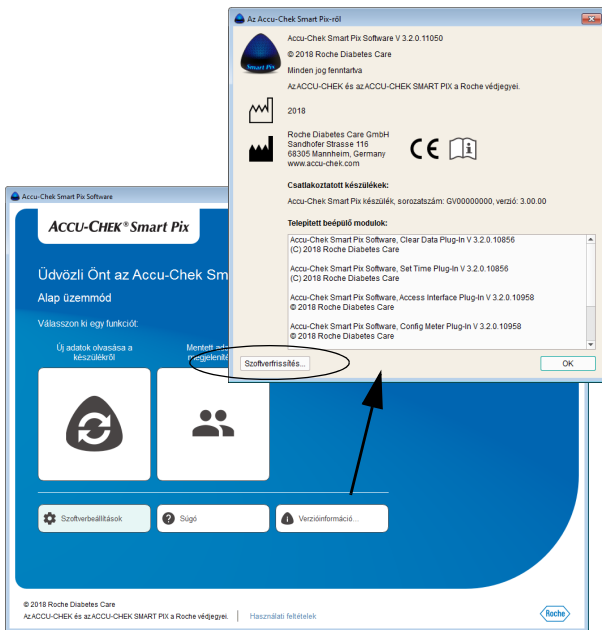 Az Accu-Chek Smart Pix-ről
Smart Pix
Accu-Chek Smart Pix Software V 3.2.0.11050
© 2018 Roche Diabetes Care
Minden jog fenntartva
Az ACCU-CHEK és az ACCU-CHEK SMART PIX a Roche védjegyei.
2018
Roche Diabetes Care GmbH
Sandhofer Strasse 116
68305 Mannheim, Germany
www.accu-chek.com
CE
Csatlakoztatott készülékek:
Accu-Chek Smart Pix készülék, sorozatszám: GV00000000, verzió: 3.00.00
Telepített beépülő modulok:
Accu-Chek Smart Pix Software, Clear Data Plug-In V 3.2.0.10856
(C) 2018 Roche Diabetes Care
Accu-Chek Smart Pix Software, Set Time Plug-In V 3.2.0.10856
(C) 2018 Roche Diabetes Care
Accu-Chek Smart Pix Software, Access Interface Plug-In V 3.2.0.10958
© 2018 Roche Diabetes Care
Accu-Chek Smart Pix Software, Config Meter Plug-In V 3.2.0.10958
© 2018 Roche Diabetes Care
Szoftverfrissítés...
OK
Accu-Chek Smart Pix Software
ACCU-CHEK® Smart Pix
Üdvözli Önt az Accu-Chek Sm
Alap üzemmód
Válasszon ki egy funkciót:
Új adatok olvasása a
készülékről
Mentett ada
megjeleníté
Szoftverbeállítások
Súgó
Verzióinformáció...
© 2018 Roche Diabetes Care
Az ACCU-CHEK és az ACCU-CHEK SMART PIX a Roche védjegyei.
Használati feltételek
Roche